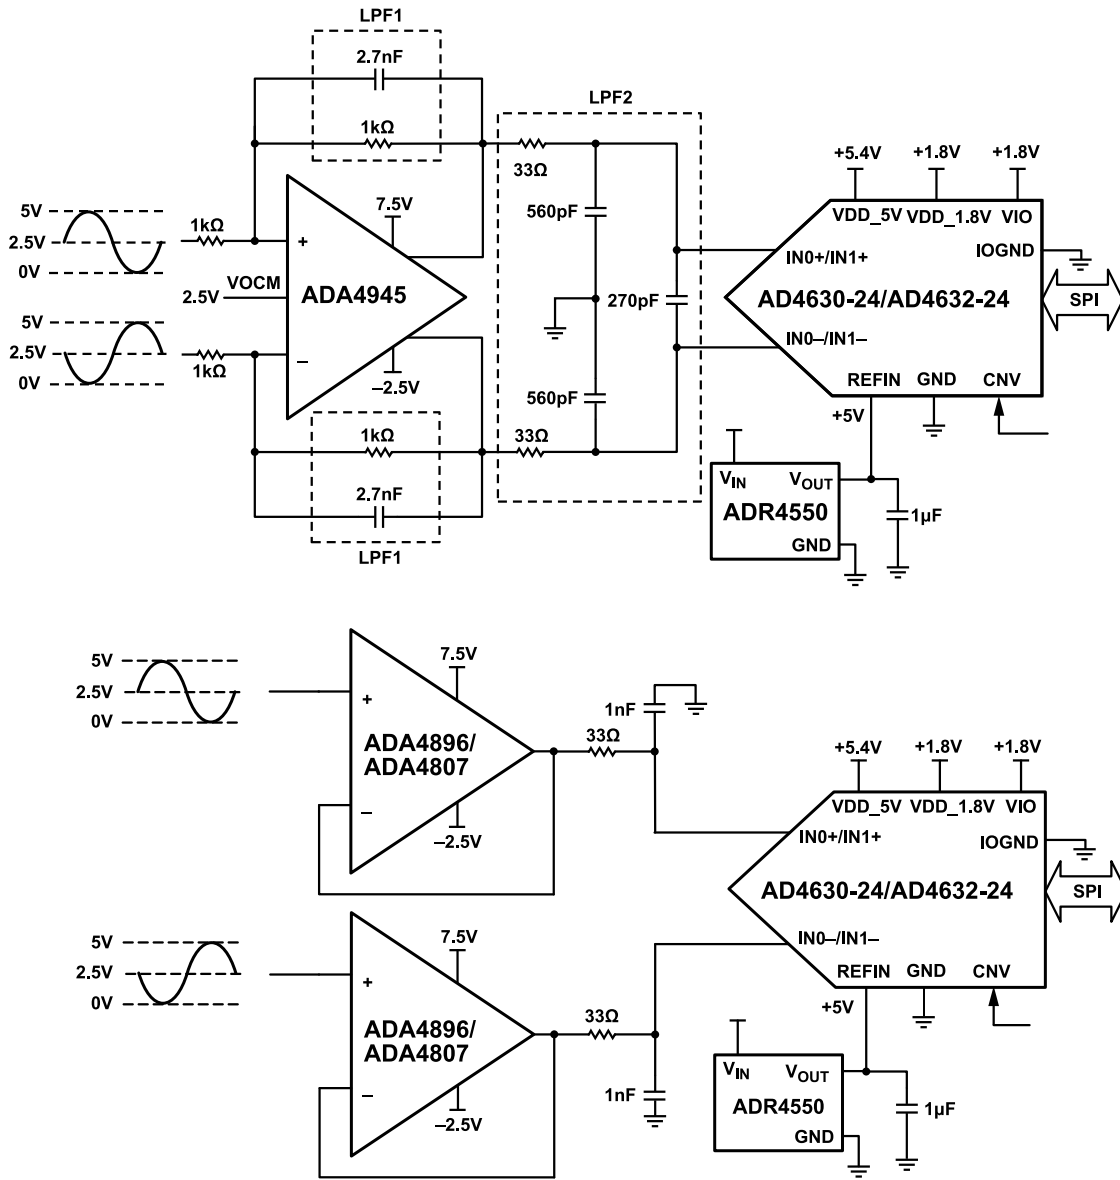 LPF1
2.7nF
1kΩ
LPF2
33Ω
+5.4V
+1.8V
+1.8V
VDD_5V
VDD_1.8V
VIO
5V
2.5V
0V
1kΩ
+
7.5V
560pF
IN0+/IN1+
IOGND
VOCM
2.5V
ADA4945
270pF
AD4630-24/AD4632-24
SPI
5V
2.5V
0V
1kΩ
–
–2.5V
560pF
IN0–/IN1–
REFIN
GND
CNV
+5V
1kΩ
33Ω
2.7nF
LPF1
VIN
VOUT
ADR4550
GND
1µF
5V
2.5V
0V
+
7.5V
ADA4896/
ADA4807
–
–2.5V
33Ω
1nF
+5.4V
+1.8V
+1.8V
VDD_5V
VDD_1.8V
VIO
IN0+/IN1+
IOGND
AD4630-24/AD4632-24
SPI
IN0–/IN1–
REFIN
GND
CNV
+5V
5V
2.5V
0V
+
7.5V
ADA4896/
ADA4807
–
–2.5V
33Ω
1nF
VIN
VOUT
ADR4550
GND
1µF